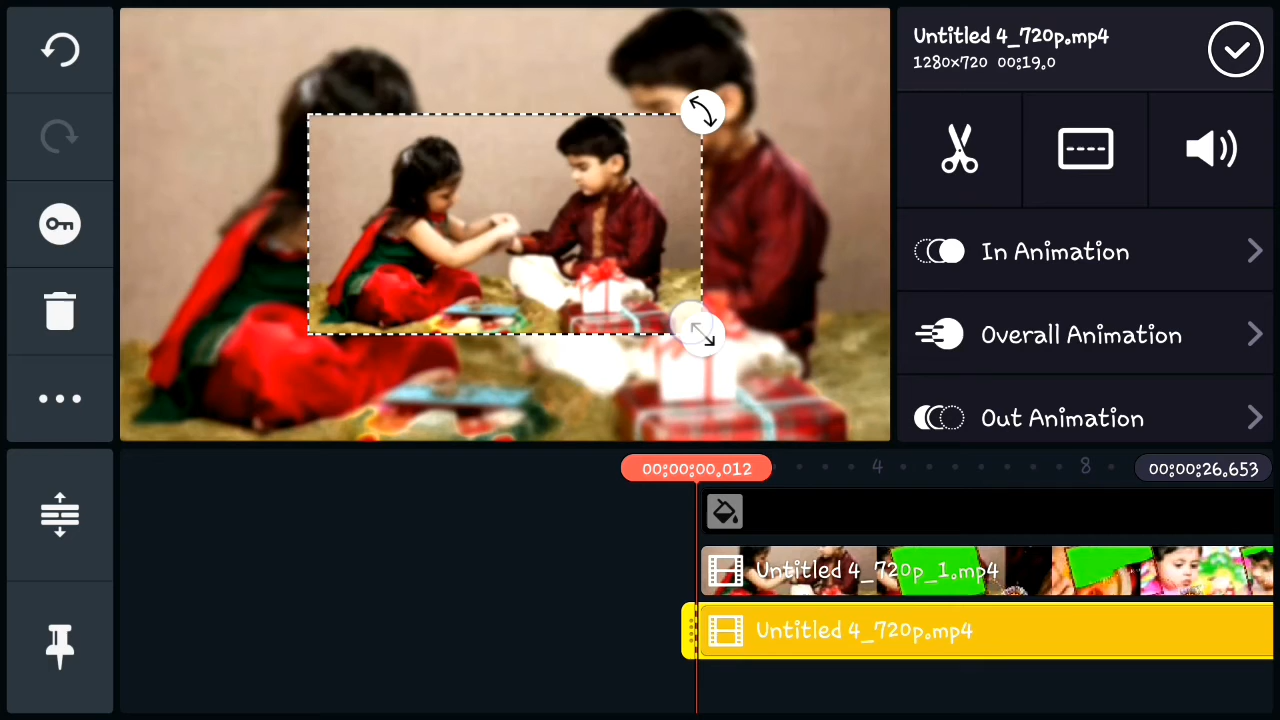 Untitled 4_720p.mp4
1280x720 00:19.0
In Animation
Overall Animation
Out Animation
00:00:00.012
4
8
00:00:26.653
Untitled 4_720p_1.mp4
Untitled 4_720p.mp4